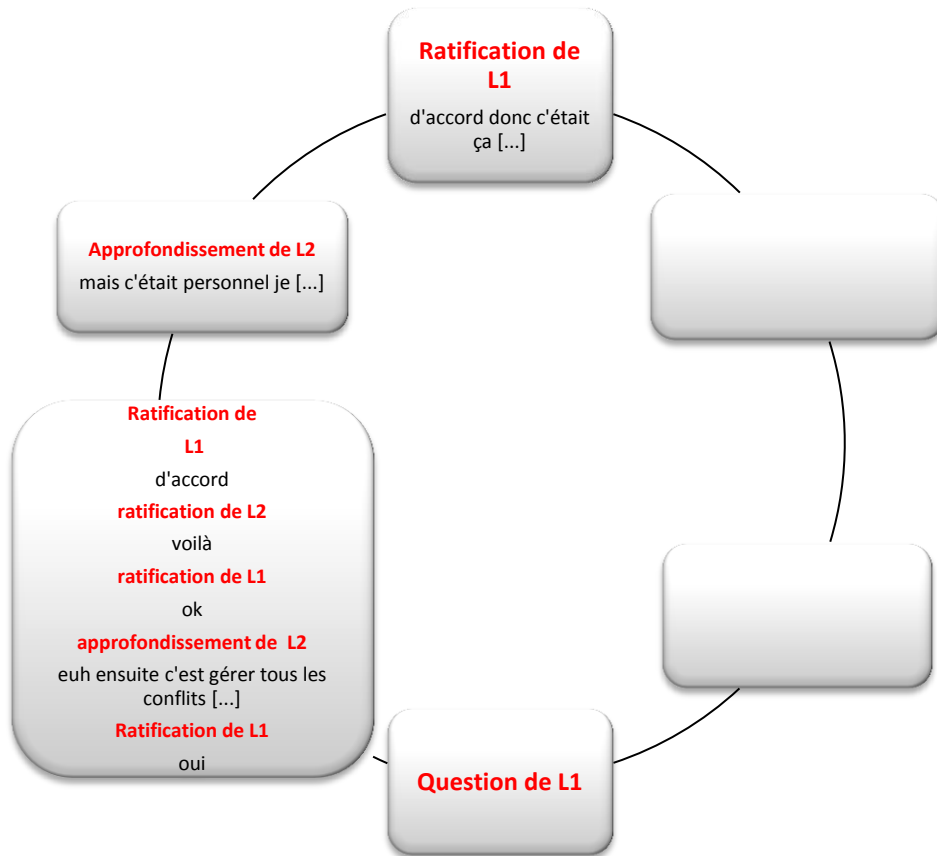 Ratification de
L1
d'accord donc c'était
ça [...]
Approfondissement de L2
mais c'était personnel je [...]
Ratification de
L1
d'accord
ratification de L2
voilà
ratification de L1
ok
approfondissement de L2
euh ensuite c'est gérer tous les
conflits [...]
Ratification de L1
oui
Question de L1